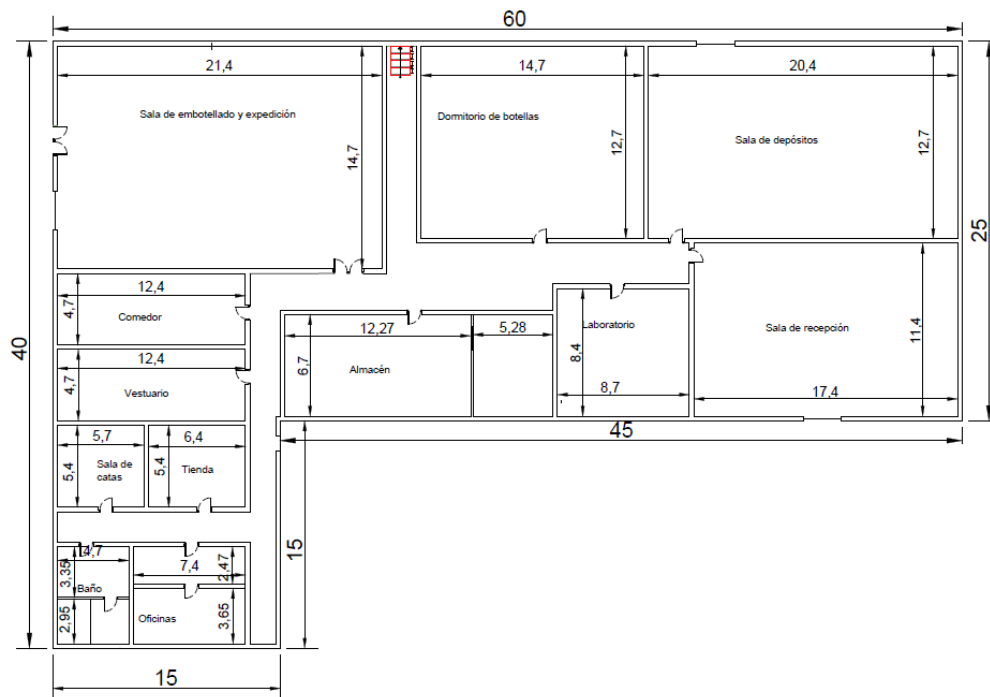 60
21,4
14,7
20,4
Sala de embotellado y expedición
Dormitorio de botellas
Sala de depósitos
14,7
12,7
12,7
25
12,4
4,7
Comedor
12,27
5,28
Laboratorio
Sala de recepción
11,4
40
12,4
4,7
Vestuario
6,7
Almacén
8,4
8,7
17,4
45
5,7
6,4
5,4
Sala de
catas
5,4
Tienda
15
4,7
3,35
Baño
7,4
2,47
2,95
Oficinas
3,65
15